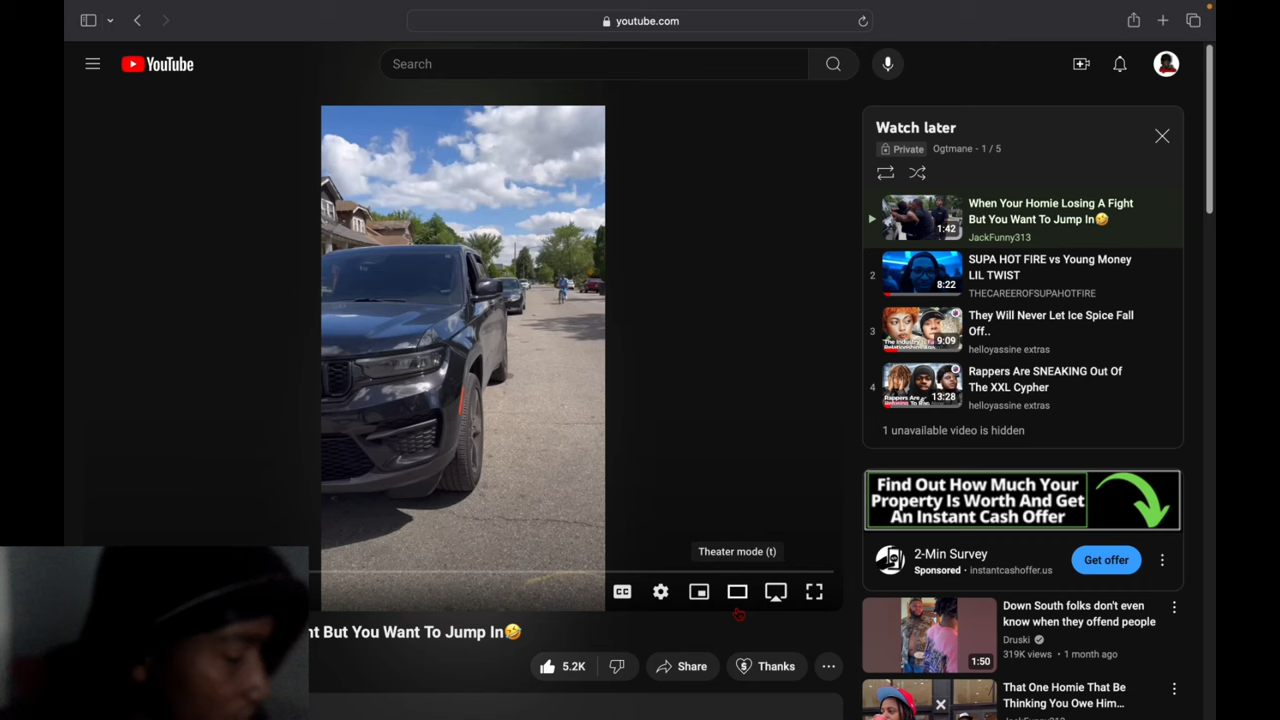 youtube.com
YouTube
Search
Watch later
Private Ogtmane - 1 / 5
When Your Homie Losing A Fight
But You Want To Jump In🤣
JackFunny313
1:42
2
SUPA HOT FIRE vs Young Money
LIL TWIST
THECAREEROFSUPAHOTFIRE
8:22
3
They Will Never Let Ice Spice Fall
Off..
helloyassine extras
9:09
4
Rappers Are SNEAKING Out Of
The XXL Cypher
helloyassine extras
13:28
1 unavailable video is hidden
Find Out How Much Your
Property Is Worth And Get
An Instant Cash Offer
2-Min Survey
Sponsored • instantcashoffer.us
Get offer
Theater mode (t)
CC
nt But You Want To Jump In🤣
5.2K
Share
Thanks
Down South folks don't even
know when they offend people
Druski
319K views • 1 month ago
1:50
That One Homie That Be
Thinking You Owe Him...